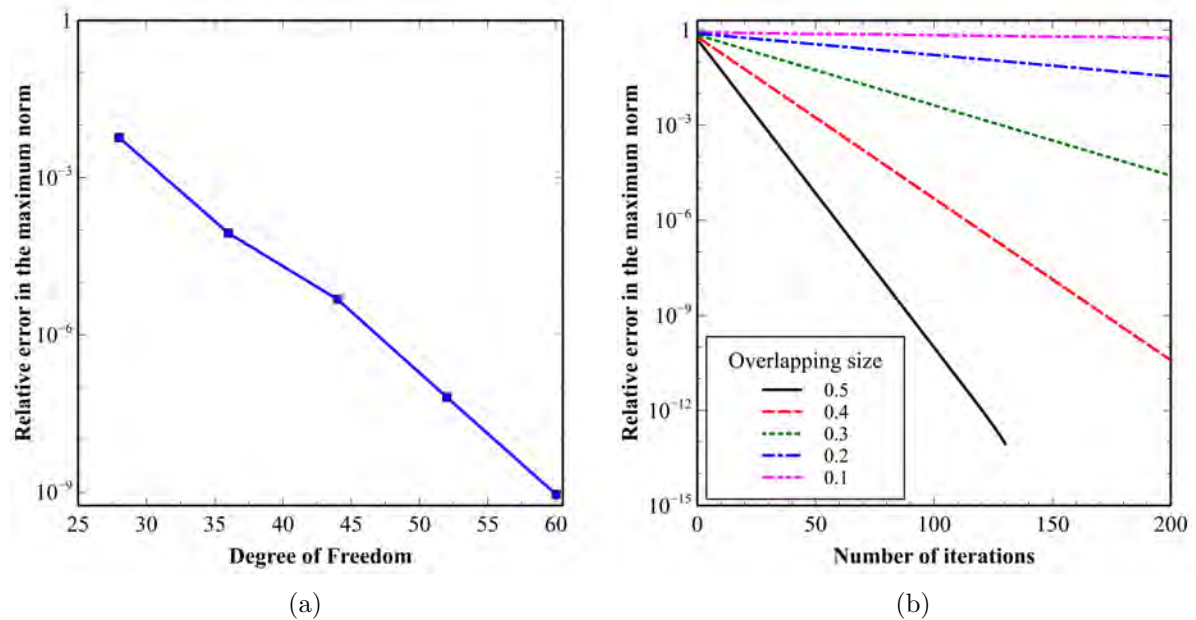 1
10-3
10-6
10-9
25 30 35 40 45 50 55 60
Relative error in the maximum norm
Degree of Freedom
(a)
1
10-3
10-6
10-9
10-12
10-15
0 50 100 150 200
Relative error in the maximum norm
Number of iterations
Overlapping size
0.5
0.4
0.3
0.2
0.1
(b)